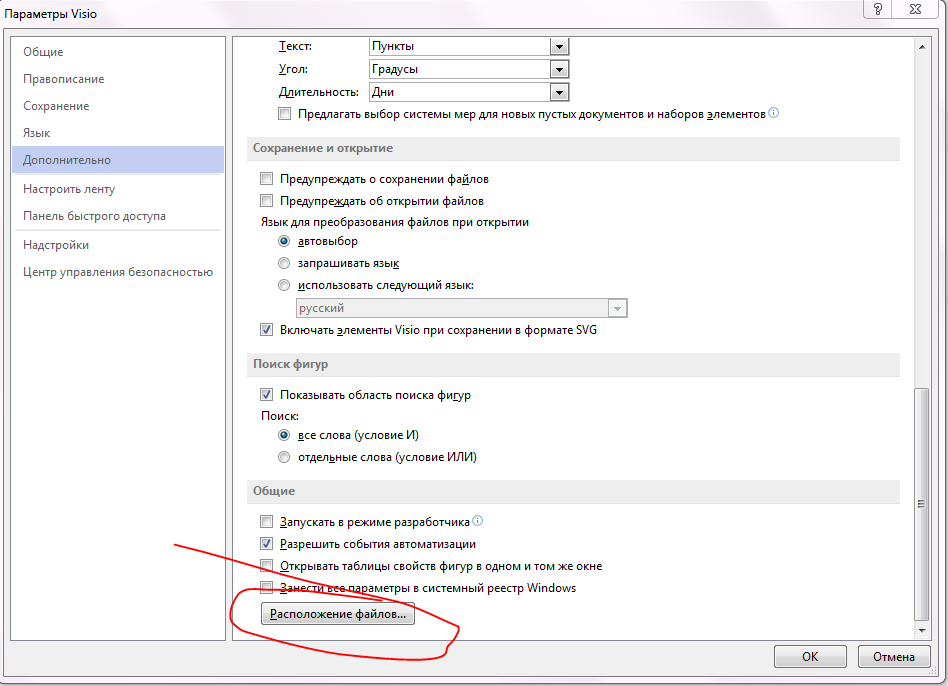 Параметры Visio
Общие
Правописание
Сохранение
Язык
Дополнительно
Настроить ленту
Панель быстрого доступа
Надстройки
Центр управления безопасностью
Текст: Пункты
Угол: Градусы
Длительность: Дни
Предлагать выбор системы мер для новых пустых документов и наборов элементов
Сохранение и открытие
Предупреждать о сохранении файлов
Предупреждать об открытии файлов
Язык для преобразования файлов при открытии
автовыбор
запрашивать язык
использовать следующий язык:
русский
Включать элементы Visio при сохранении в формате SVG
Поиск фигур
Показывать область поиска фигур
Поиск:
все слова (условие И)
отдельные слова (условие ИЛИ)
Общие
Запускать в режиме разработчика
Разрешить события автоматизации
Открывать таблицы свойств фигур в одном и том же окне
Занести все параметры в системный реестр Windows
Расположение файлов...
OK Отмена